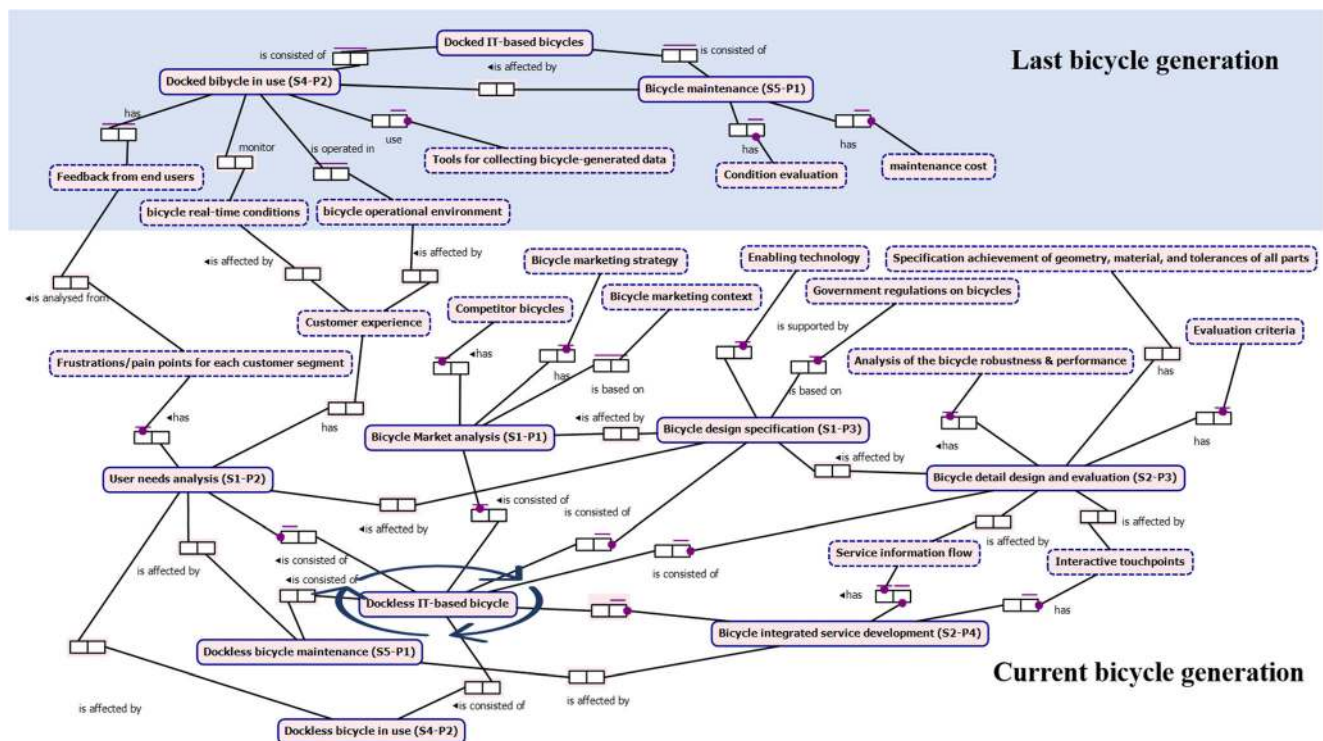 Docked IT-based bicycles
is consisted of
is consisted of
Last bicycle generation
◄is affected by
Docked bibycle in use (S4-P2)
Bicycle maintenance (S5-P1)
has
monitor
is operated in
use
has
has
Tools for collecting bicycle-generated data
Condition evaluation
maintenance cost
Feedback from end users
bicycle real-time conditions
bicycle operational environment
◄is affected by
◄is affected by
Bicycle marketing strategy
Enabling technology
Specification achievement of geometry, material, and tolerances of all parts
◄is analysed from
Bicycle marketing context
Government regulations on bicycles
Competitor bicycles
Customer experience
is supported by
Evaluation criteria
Frustrations/pain points for each customer segment
◄has
has
Analysis of the bicycle robustness & performance
has
is based on
is based on
◄has
has
◄is affected by
◄has
has
Bicycle Market analysis (S1-P1)
Bicycle design specification (S1-P3)
◄is affected by
User needs analysis (S1-P2)
Bicycle detail design and evaluation (S2-P3)
◄is consisted of
is consisted of
◄is affected by
is affected by
is affected by
◄is consisted of
Service information flow
Interactive touchpoints
is affected by
◄is consisted of
is consisted of
◄has
has
Dockless IT-based bicycle
Bicycle integrated service development (S2-P4)
Dockless bicycle maintenance (S5-P1)
Current bicycle generation
is affected by
◄is consisted of
is affected by
Dockless bicycle in use (S4-P2)